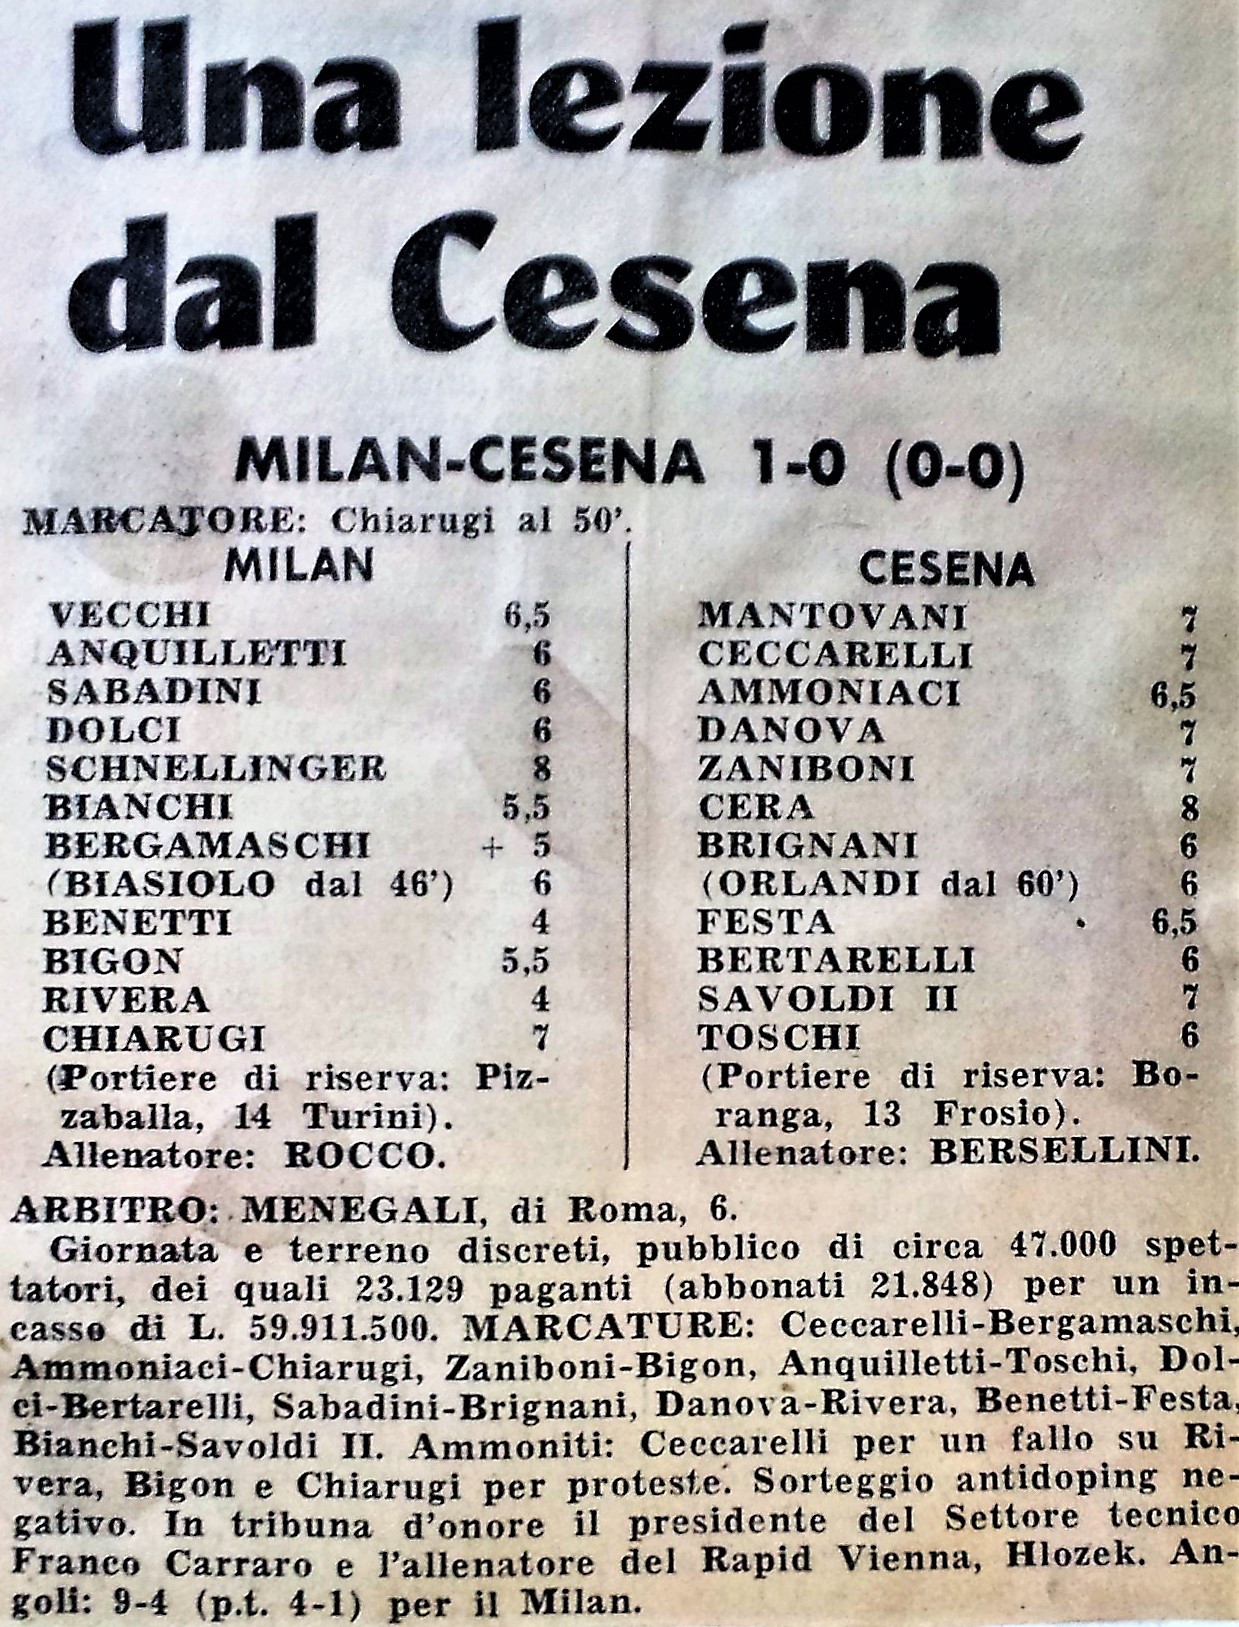 Una lezione
dal Cesena
MILAN-CESENA 1-0 (0-0)
MARCATORE: Chiarugi al 50'.
MILAN
VECCHI 6,5
ANQUILLETTI 6
SABADINI 6
DOLCI 6
SCHNELLINGER 8
BIANCHI 5,5
BERGAMASCHI + 5
(BIASIOLO dal 46') 6
BENETTI 4
BIGON 5,5
RIVERA 4
CHIARUGI 7
(Portiere di riserva: Piz-
zaballa, 14 Turini).
Allenatore: ROCCO.
CESENA
MANTOVANI 7
CECCARELLI 7
AMMONIACI 6,5
DANOVA 7
ZANIBONI 7
CERA 8
BRIGNANI 6
(ORLANDI dal 60') 6
FESTA 6,5
BERTARELLI 6
SAVOLDI II 7
TOSCHI 6
(Portiere di riserva: Bo-
ranga, 13 Frosio).
Allenatore: BERSELLINI.
ARBITRO: MENEGALI, di Roma, 6.
Giornata e terreno discreti, pubblico di circa 47.000 spet-
tatori, dei quali 23.129 paganti (abbonati 21.848) per un in-
casso di L. 59.911.500. MARCATURE: Ceccarelli-Bergamaschi,
Ammoniaci-Chiarugi, Zaniboni-Bigon, Anquilletti-Toschi, Dol-
ci-Bertarelli, Sabadini-Brignani, Danova-Rivera, Benetti-Festa,
Bianchi-Savoldi II. Ammoniti: Ceccarelli per un fallo su Ri-
vera, Bigon e Chiarugi per proteste. Sorteggio antidoping ne-
gativo. In tribuna d'onore il presidente del Settore tecnico
Franco Carraro e l'allenatore del Rapid Vienna, Hlozek. An-
goli: 9-4 (p.t. 4-1) per il Milan.